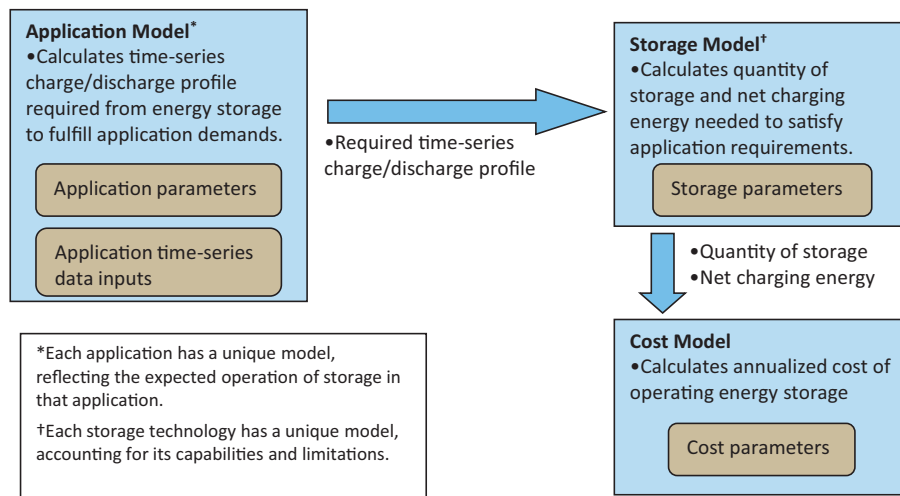 Application Model*
•Calculates time-series
charge/discharge profile
required from energy storage
to fulfill application demands.
Application parameters
Application time-series
data inputs
•Required time-series
charge/discharge profile
Storage Model†
•Calculates quantity of
storage and net charging
energy needed to satisfy
application requirements.
Storage parameters
•Quantity of storage
•Net charging energy
Cost Model
•Calculates annualized cost of
operating energy storage
Cost parameters
*Each application has a unique model,
reflecting the expected operation of storage in
that application.
†Each storage technology has a unique model,
accounting for its capabilities and limitations.